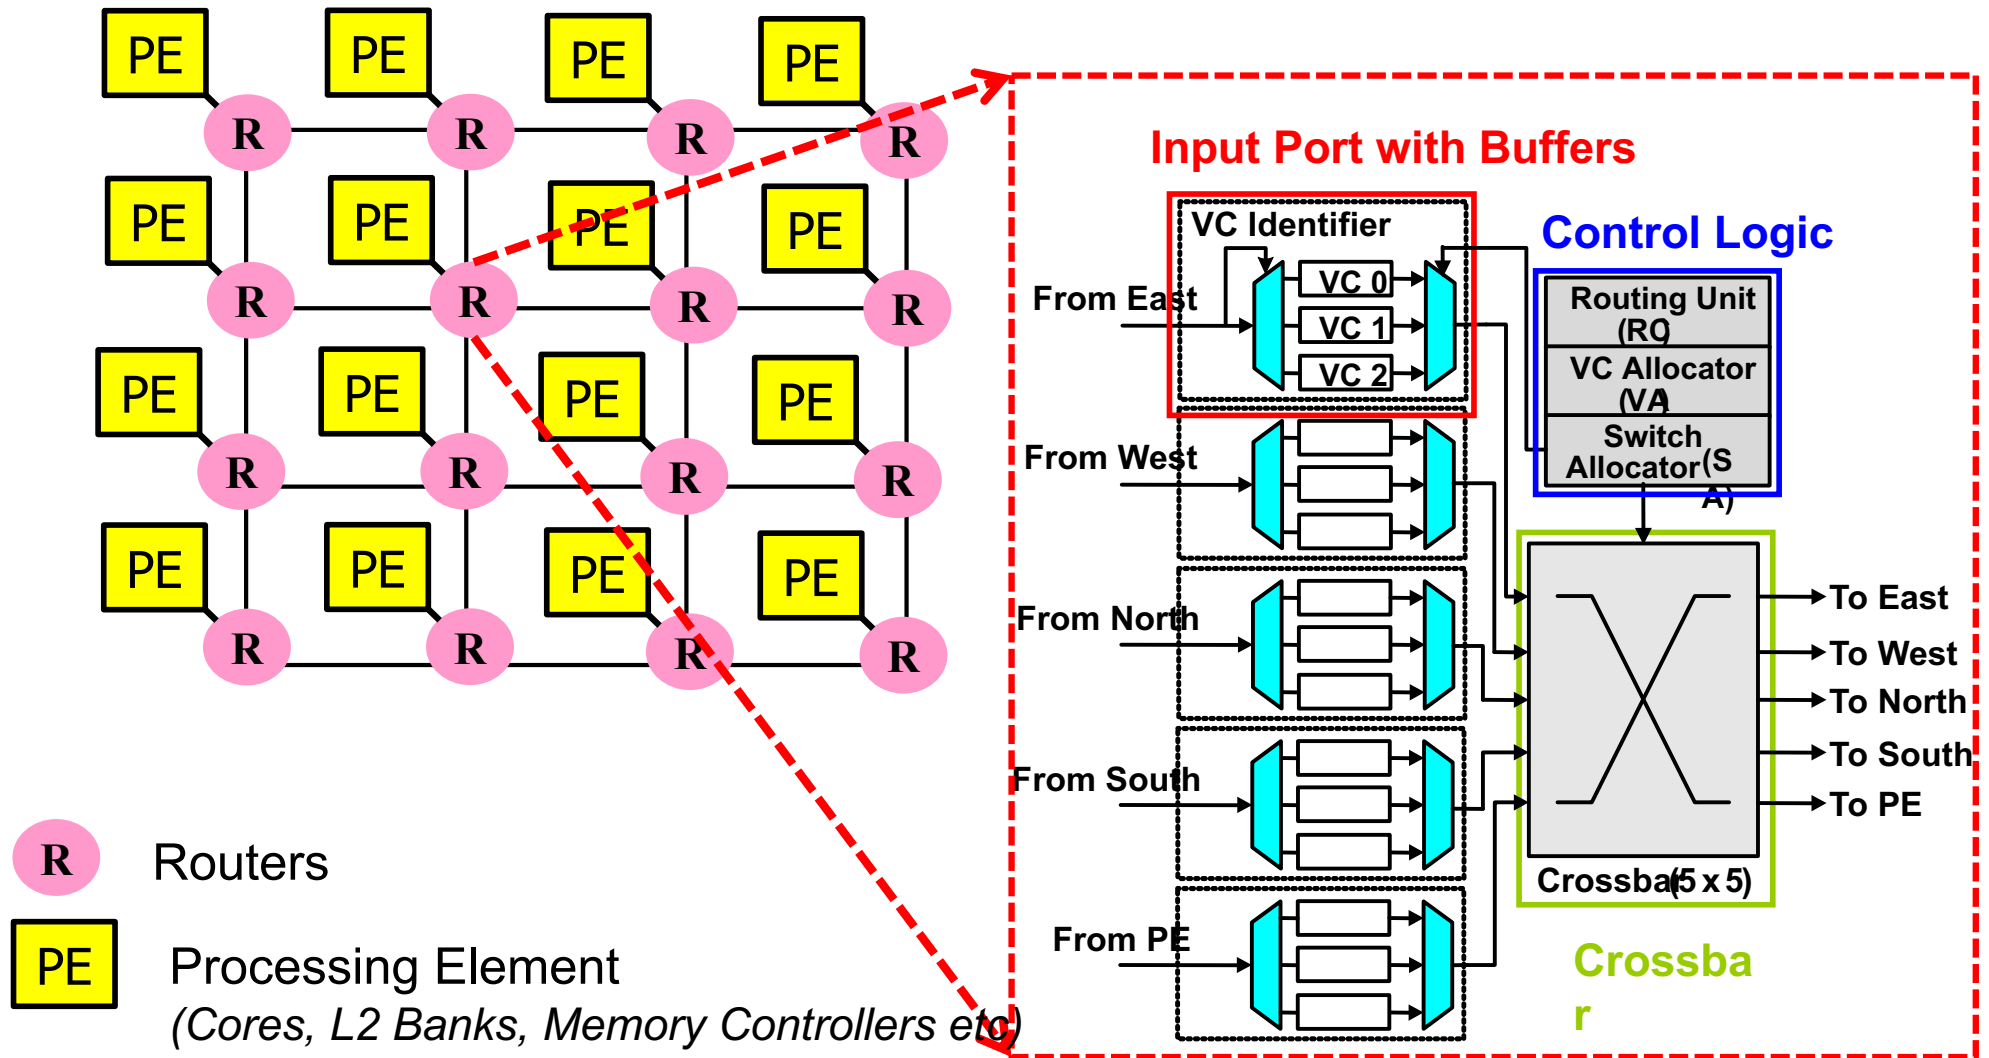 PE PE PE PE
R R R R
PE PE PE PE
R R R R
PE PE PE PE
R R R R
PE PE PE PE
R R R R
R Routers
PE Processing Element
(Cores, L2 Banks, Memory Controllers etc)
Input Port with Buffers
VC Identifier
From East
VC 0
VC 1
VC 2
From West
From North
From South
From PE
Control Logic
Routing Unit
(RC)
VC Allocator
(VA)
Switch
Allocator(S
A)
To East
To West
To North
To South
To PE
Crossbar(5 x 5)
Crossba
r